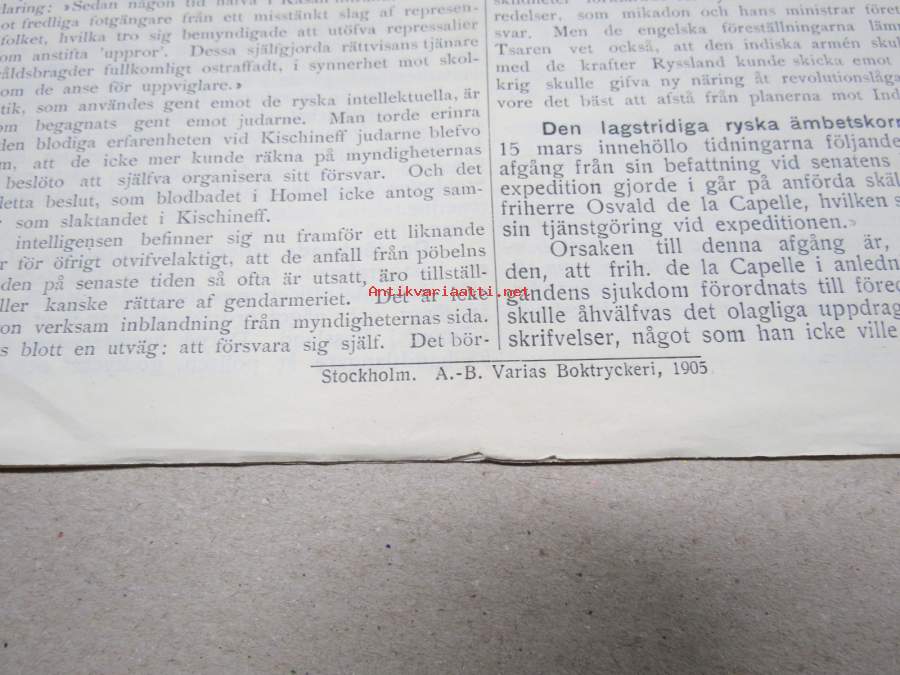 laring: »Sedan någon tid
ot fredliga fotgängare från ett misstänkt slag af represen-
folket, hvilka tro sig bemyndigade att utöfva repressalier
om anstifta 'uppror'. Dessa själfgjorda rättvisans tjänare
åldsbragder fullkomligt ostraffadt, i synnerhet mot skol-
om de anse för uppviglare.»
tik, som användes gent emot de ryska intellektuella, är
om begagnats gent emot judarne. Man torde erinra
den blodiga erfarenheten vid Kischineff judarne blefvo
m, att de icke mer kunde räkna på myndigheternas
beslöto att själfva organisera sitt försvar. Och det
detta beslut, som blodbadet i Homel icke antog sam-
som slaktandet i Kischineff.
intelligensen befinner sig nu framför ett liknande
r för öfrigt otvifvelaktigt, att de anfall från pöbelns
den på senaste tiden så ofta är utsatt, äro tillställ-
ller kanske rättare af gendarmeriet. Det är icke
on verksam inblandning från myndigheternas sida.
s blott en utväg: att försvara sig själf. Det bör-
redelser, som mikadon och hans ministrar föret
svar. Men de engelska föreställningarna läm
Tsaren vet också, att den indiska armén skul
med de krafter Ryssland kunde skicka emot
krig skulle gifva ny näring åt revolutionslåga
vore det bäst att afstå från planerna mot Ind
Den lagstridiga ryska ämbetskorr
15 mars innehöllo tidningarna följande
afgång från sin befattning vid senatens
expedition gjorde i går på anförda skäl
friherre Osvald de la Capelle, hvilken s
sin tjänstgöring vid expeditionen.»
Orsaken till denna afgång är,
den, att frih. de la Capelle i anledn
gandens sjukdom förordnats till föred
skulle åhvälfvas det olagliga uppdrag
skrifvelser, något som han icke ville
Antikvariaatti.net
Stockholm. A.-B. Varias Boktryckeri, 1905